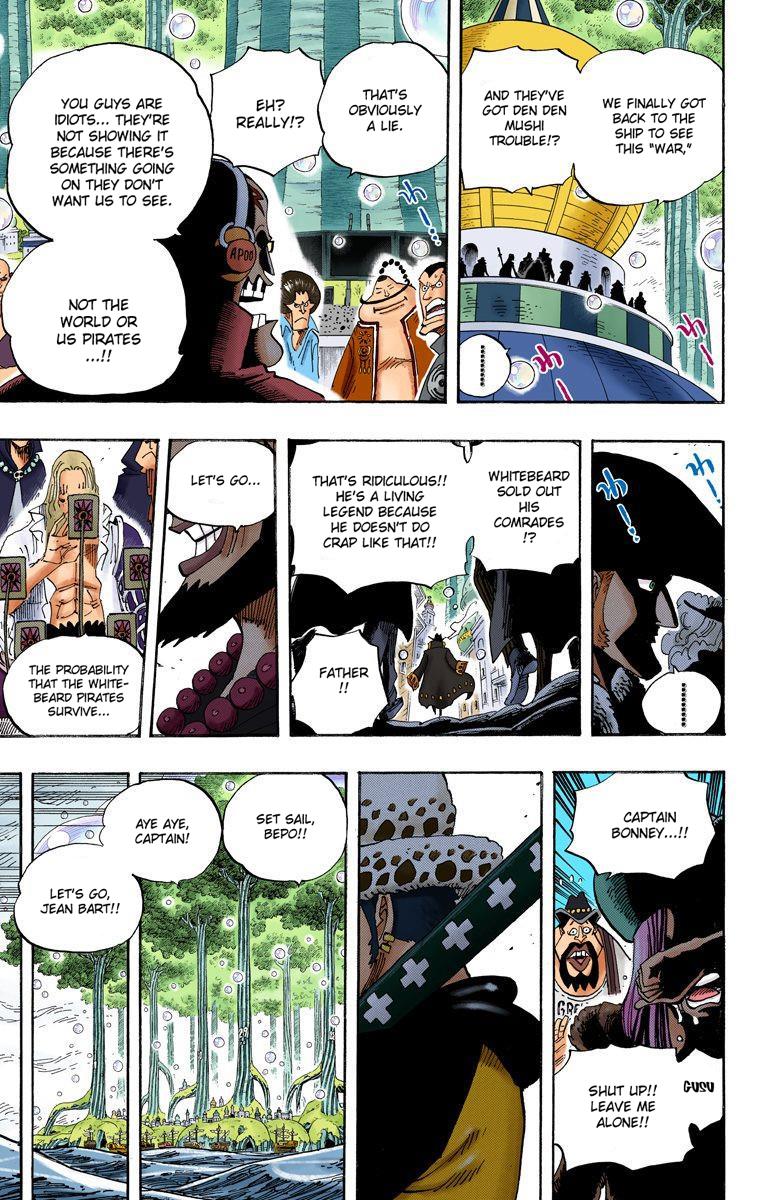 WE FINALLY GOT
BACK TO THE
SHIP TO SEE
THIS "WAR,"
AND THEY'VE
GOT DEN DEN
MUSHI
TROUBLE!?
THAT'S
OBVIOUSLY
A LIE.
EH?
REALLY!?
YOU GUYS ARE
IDIOTS... THEY'RE
NOT SHOWING IT
BECAUSE THERE'S
SOMETHING GOING
ON THEY DON'T
WANT US TO SEE.
APOO
NOT THE
WORLD OR
US PIRATES
...!!
WHITEBEARD
SOLD OUT
HIS
COMRADES
!?
THAT'S RIDICULOUS!!
HE'S A LIVING
LEGEND BECAUSE
HE DOESN'T DO
CRAP LIKE THAT!!
FATHER
!!
LET'S GO...
THE PROBABILITY
THAT THE WHITE-
BEARD PIRATES
SURVIVE...
CAPTAIN
BONNEY...!!
SHUT UP!!
LEAVE ME
ALONE!!
GUSU
SET SAIL,
BEPO!!
AYE AYE,
CAPTAIN!
LET'S GO,
JEAN BART!!